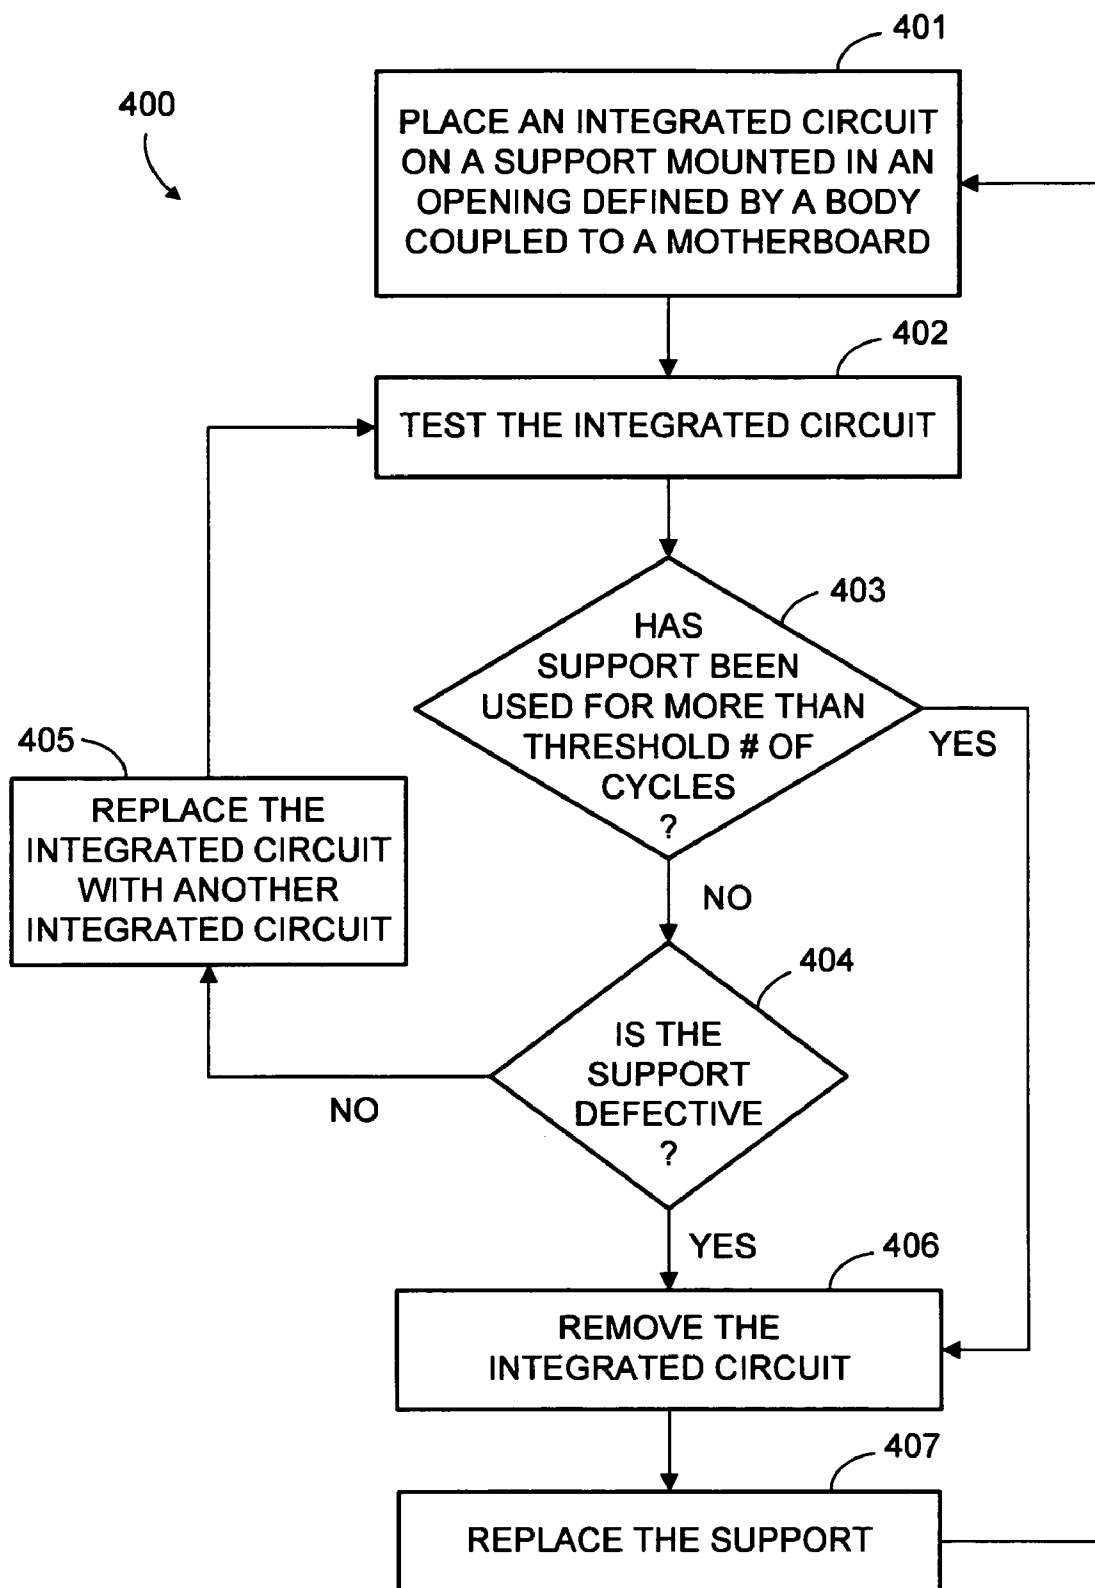 401
400
PLACE AN INTEGRATED CIRCUIT
ON A SUPPORT MOUNTED IN AN
OPENING DEFINED BY A BODY
COUPLED TO A MOTHERBOARD
402
TEST THE INTEGRATED CIRCUIT
403
HAS
SUPPORT BEEN
USED FOR MORE THAN
THRESHOLD # OF
CYCLES
?
YES
NO
405
REPLACE THE
INTEGRATED CIRCUIT
WITH ANOTHER
INTEGRATED CIRCUIT
404
IS THE
SUPPORT
DEFECTIVE
?
NO
YES
406
REMOVE THE
INTEGRATED CIRCUIT
407
REPLACE THE SUPPORT